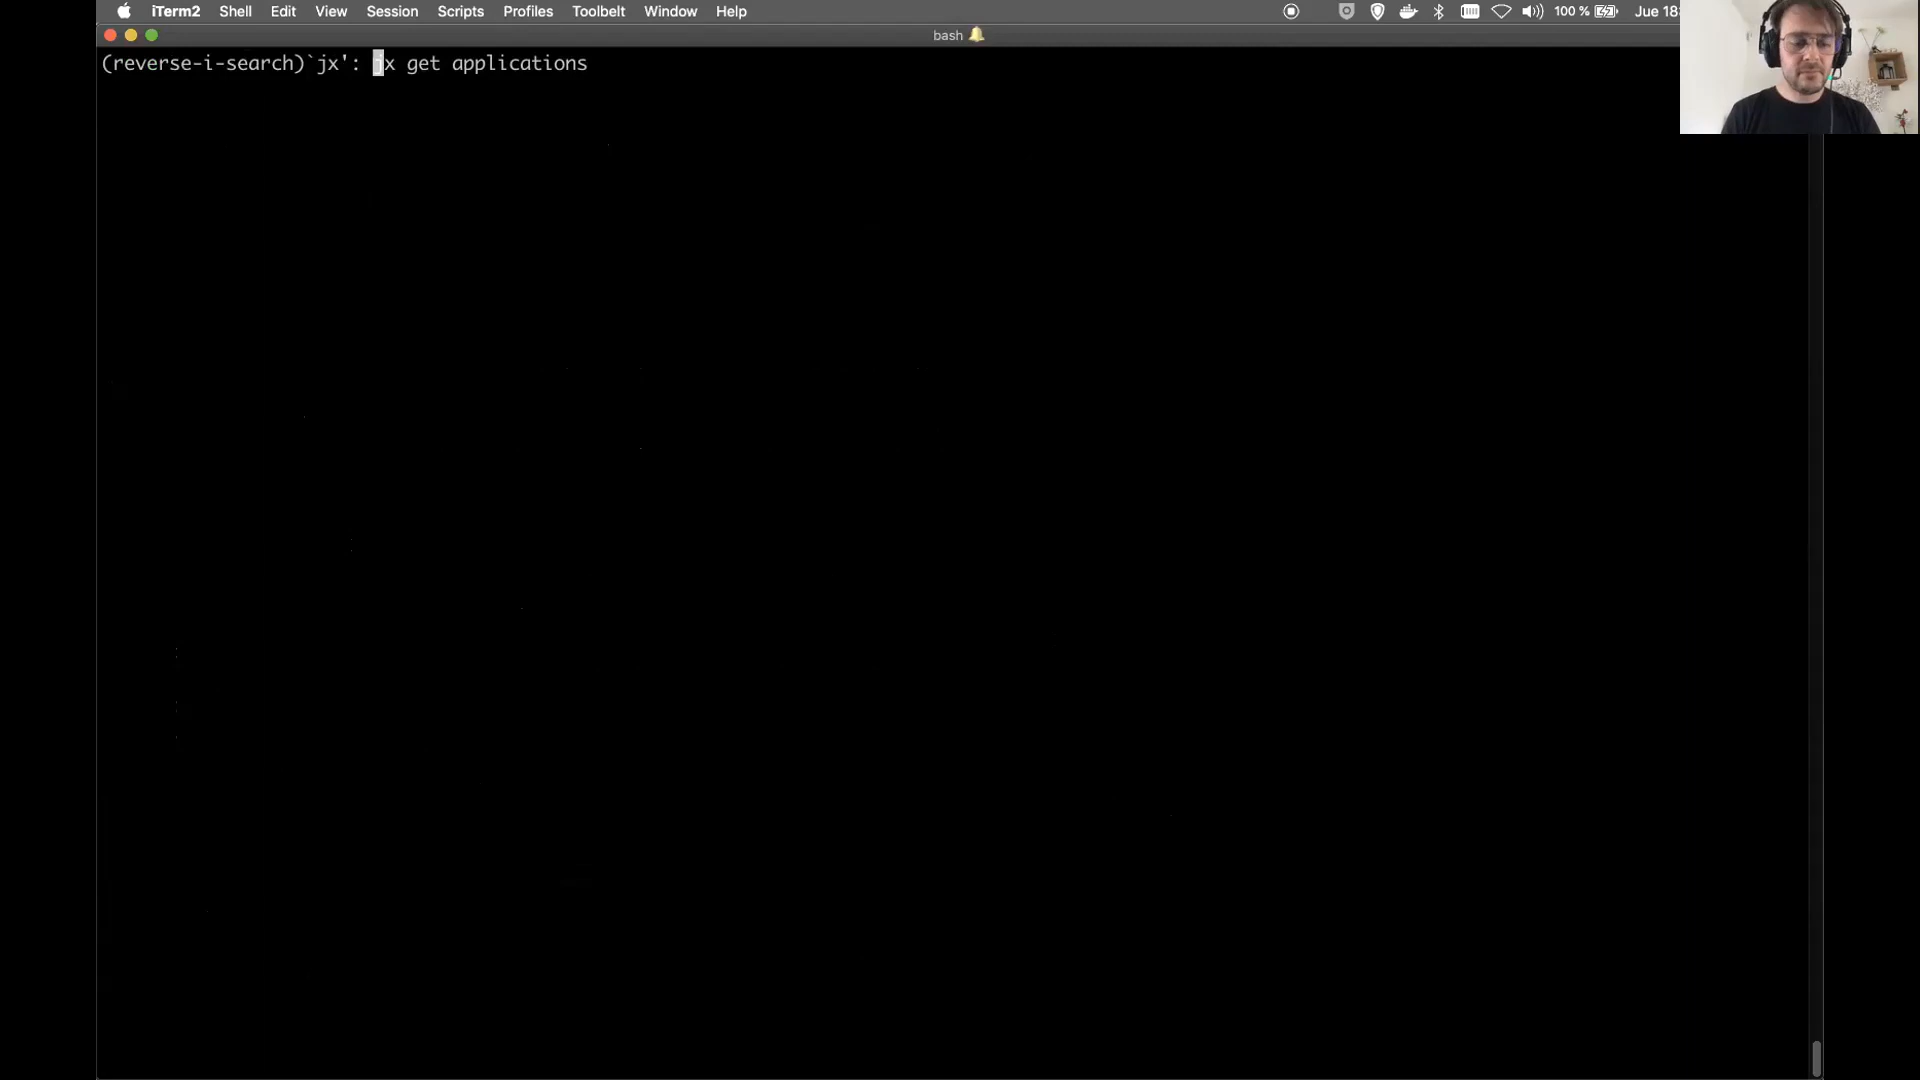 iTerm2 Shell Edit View Session Scripts Profiles Toolbelt Window Help 100 % Jue 18
bash
(reverse-i-search)`jx': jx get applications